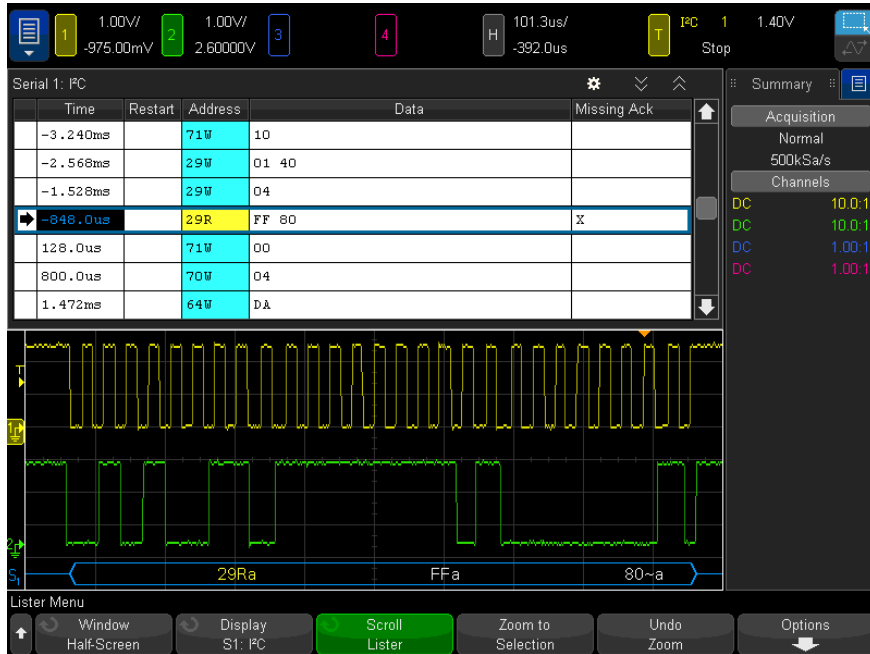 1 1.00V/ 2 1.00V/ 3 4 H 101.3us/ T I²C 1 1.40V
-975.00mV 2.60000V -392.0us Stop
Serial 1: I²C
Time Restart Address Data Missing Ack
-3.240ms 71W 10
-2.568ms 29W 01 40
-1.528ms 29W 04
-848.0us 29R FF 80 X
128.0us 71W 00
800.0us 70W 04
1.472ms 64W DA
Summary
Acquisition
Normal
500kSa/s
Channels
DC 10.0:1
DC 10.0:1
DC 1.00:1
DC 1.00:1
T
1
2
S1 29Ra FFa 80~a
Lister Menu
Window Display Scroll Zoom to Undo Options
Half-Screen S1: I²C Lister Selection Zoom